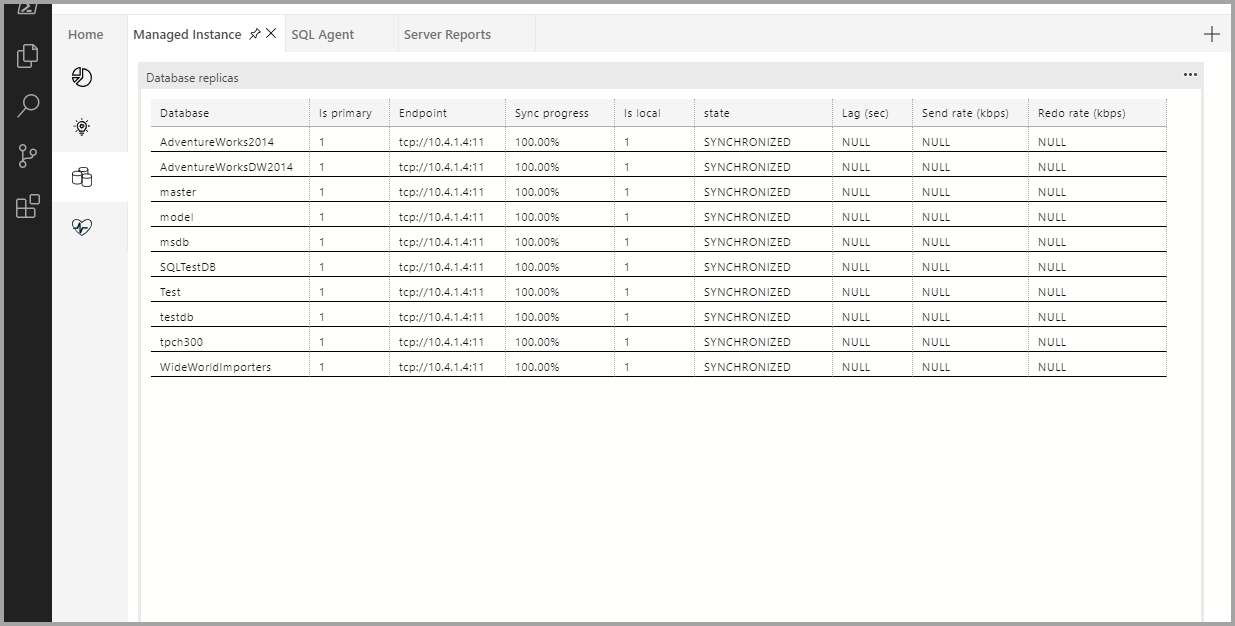 Home Managed Instance SQL Agent Server Reports
Database replicas
Database Is primary Endpoint Sync progress Is local state Lag (sec) Send rate (kbps) Redo rate (kbps)
AdventureWorks2014 1 tcp://10.4.1.4:11 100.00% 1 SYNCHRONIZED NULL NULL NULL
AdventureWorksDW2014 1 tcp://10.4.1.4:11 100.00% 1 SYNCHRONIZED NULL NULL NULL
master 1 tcp://10.4.1.4:11 100.00% 1 SYNCHRONIZED NULL NULL NULL
model 1 tcp://10.4.1.4:11 100.00% 1 SYNCHRONIZED NULL NULL NULL
msdb 1 tcp://10.4.1.4:11 100.00% 1 SYNCHRONIZED NULL NULL NULL
SQLTestDB 1 tcp://10.4.1.4:11 100.00% 1 SYNCHRONIZED NULL NULL NULL
Test 1 tcp://10.4.1.4:11 100.00% 1 SYNCHRONIZED NULL NULL NULL
testdb 1 tcp://10.4.1.4:11 100.00% 1 SYNCHRONIZED NULL NULL NULL
tpch300 1 tcp://10.4.1.4:11 100.00% 1 SYNCHRONIZED NULL NULL NULL
WideWorldImporters 1 tcp://10.4.1.4:11 100.00% 1 SYNCHRONIZED NULL NULL NULL